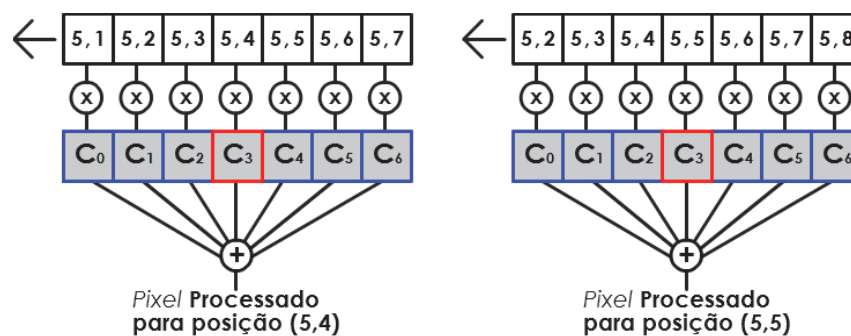 5,1 5,2 5,3 5,4 5,5 5,6 5,7
x x x x x x x
C0 C1 C2 C3 C4 C5 C6
+
Pixel Processado
para posição (5,4)
5,2 5,3 5,4 5,5 5,6 5,7 5,8
x x x x x x x
C0 C1 C2 C3 C4 C5 C6
+
Pixel Processado
para posição (5,5)